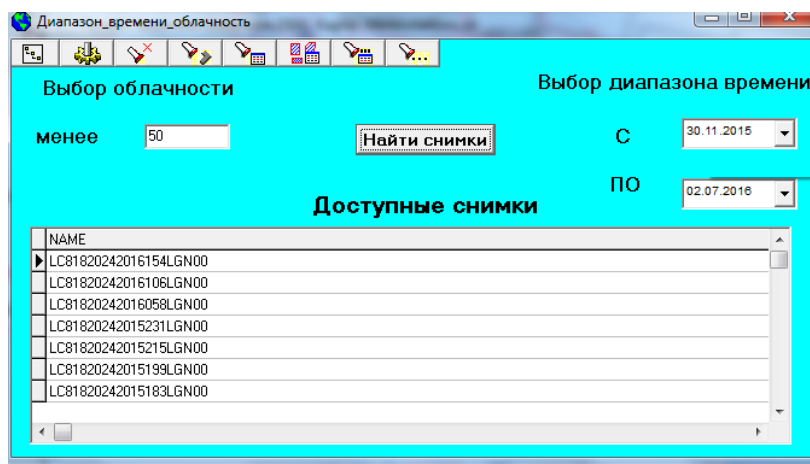 Диапазон_времени_облачность
Выбор облачности
Выбор диапазона времени
менее
50
Найти снимки
С
30.11.2015
ПО
02.07.2016
Доступные снимки
NAME
LC81820242016154LGN00
LC81820242016106LGN00
LC81820242016058LGN00
LC81820242015231LGN00
LC81820242015215LGN00
LC81820242015199LGN00
LC81820242015183LGN00